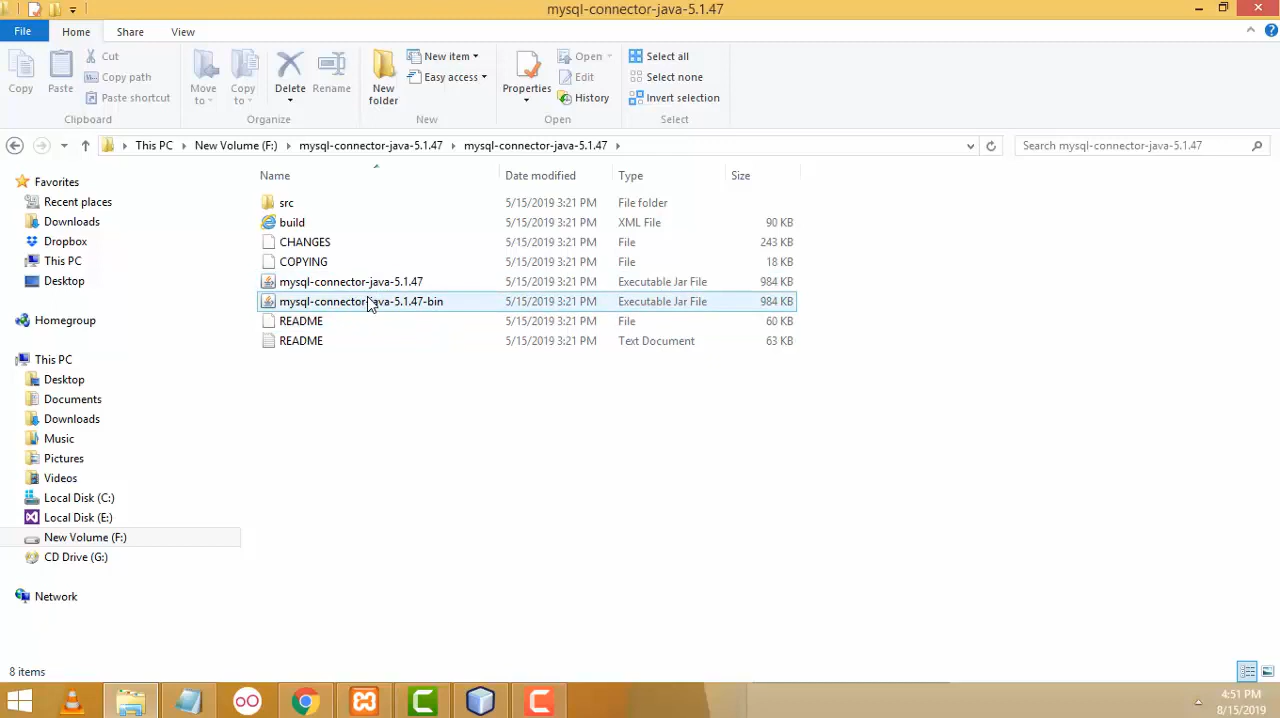 mysql-connector-java-5.1.47
File Home Share View
Copy
Paste
Cut
Copy path
Paste shortcut
Clipboard
Move to
Copy to
Delete
Rename
Organize
New folder
New item
Easy access
New
Properties
Open
Edit
History
Open
Select all
Select none
Invert selection
Select
This PC New Volume (F:) mysql-connector-java-5.1.47 mysql-connector-java-5.1.47
Search mysql-connector-java-5.1.47
Favorites
Recent places
Downloads
Dropbox
This PC
Desktop
Homegroup
This PC
Desktop
Documents
Downloads
Music
Pictures
Videos
Local Disk (C:)
Local Disk (E:)
New Volume (F:)
CD Drive (G:)
Network
Name Date modified Type Size
src 5/15/2019 3:21 PM File folder
build 5/15/2019 3:21 PM XML File 90 KB
CHANGES 5/15/2019 3:21 PM File 243 KB
COPYING 5/15/2019 3:21 PM File 18 KB
mysql-connector-java-5.1.47 5/15/2019 3:21 PM Executable Jar File 984 KB
mysql-connector-java-5.1.47-bin 5/15/2019 3:21 PM Executable Jar File 984 KB
README 5/15/2019 3:21 PM File 60 KB
README 5/15/2019 3:21 PM Text Document 63 KB
8 items
4:51 PM
8/15/2019